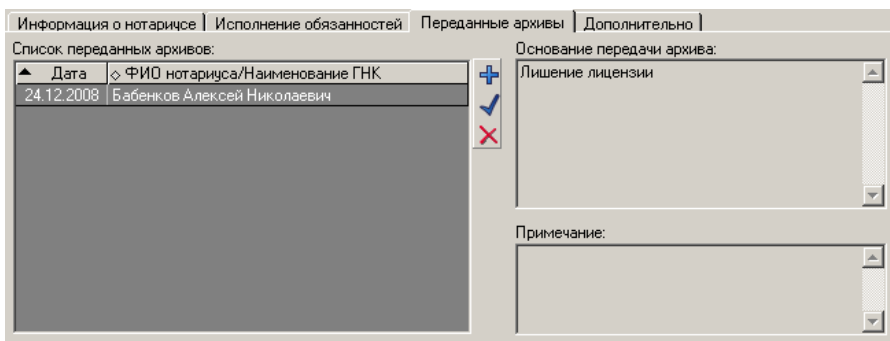 Информация о нотариусе Исполнение обязанностей Переданные архивы Дополнительно
Список переданных архивов:
Дата ФИО нотариуса/Наименование ГНК
24.12.2008 Бабенков Алексей Николаевич
Основание передачи архива:
Лишение лицензии
Примечание: